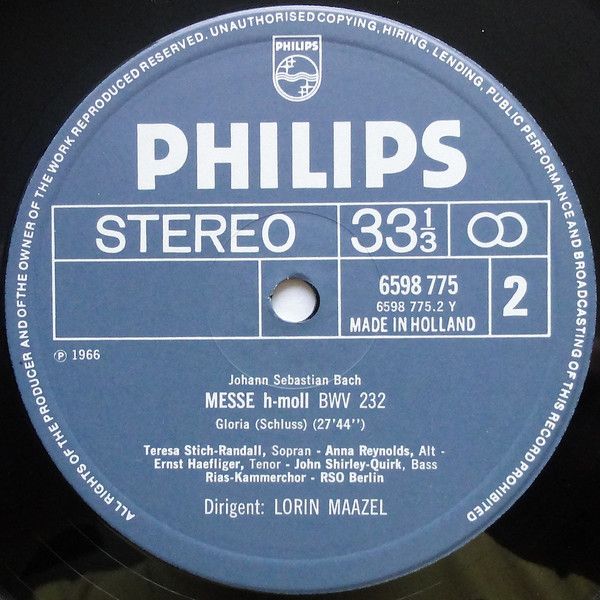 ALL RIGHTS OF THE PRODUCER AND OF THE OWNER OF THE WORK REPRODUCED RESERVED. UNAUTHORISED COPYING, HIRING, LENDING, PUBLIC PERFORMANCE AND BROADCASTING OF THIS RECORD PROHIBITED
PHILIPS
PHILIPS
STEREO 33 1/3
6598 775
6598 775.2 Y
MADE IN HOLLAND
2
℗ 1966
Johann Sebastian Bach
MESSE h-moll BWV 232
Gloria (Schluss) (27'44")
Teresa Stich-Randall, Sopran - Anna Reynolds, Alt -
Ernst Haefliger, Tenor - John Shirley-Quirk, Bass
Rias-Kammerchor - RSO Berlin
Dirigent: LORIN MAAZEL